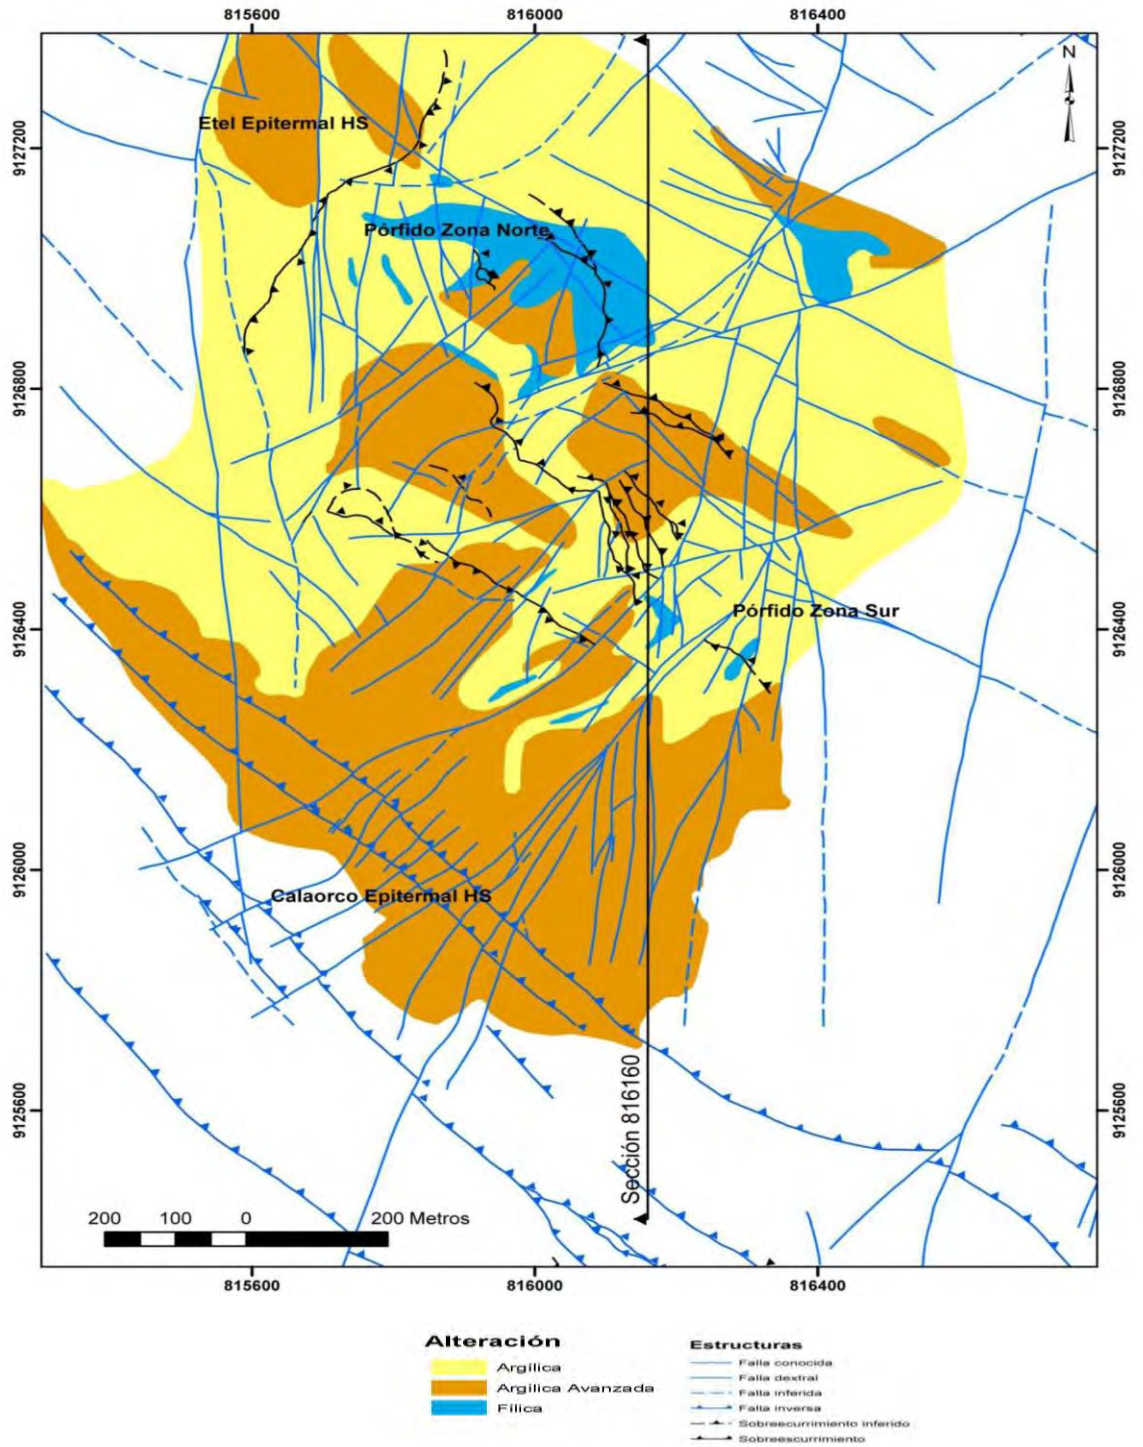 815600 816000 816400
N
Etel Epitermal HS
9127200 9127200
Pórfido Zona Norte
9126800 9126800
Pórfido Zona Sur
9126400 9126400
9126000 9126000
Calaorco Epitermal HS
Sección 816160
9125600 9125600
200 100 0 200 Metros
815600 816000 816400
Alteración
Argílica
Argílica Avanzada
Fílica
Estructuras
Falla conocida
Falla dextral
Falla inferida
Falla inversa
Sobreecurrimiento inferido
Sobreescurrimiento